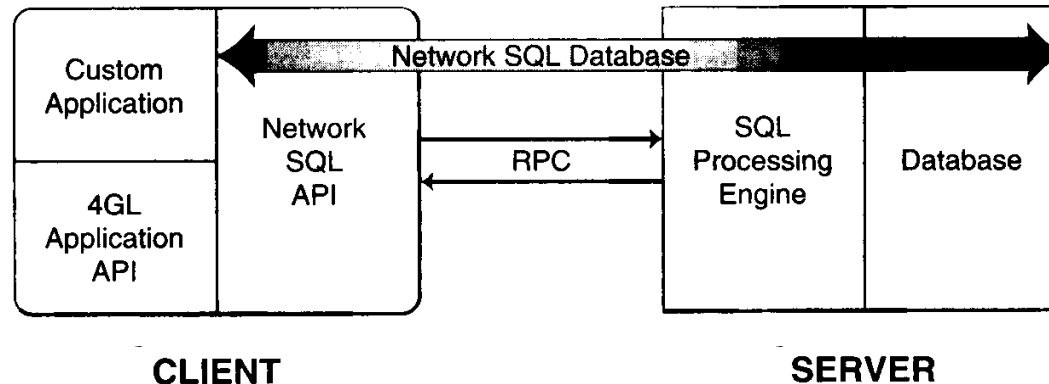 Network SQL Database
Custom
Application
4GL
Application
API
Network
SQL
API
RPC
SQL
Processing
Engine
Database
CLIENT
SERVER